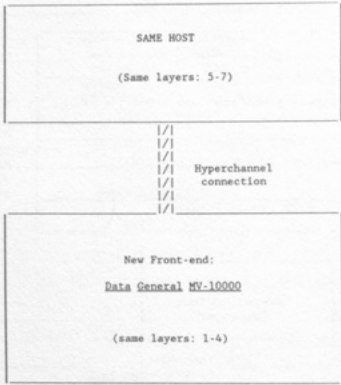 SAME HOST
(Same layers: 5-7)
|/|
|/|
|/|
|/| Hyperchannel
|/| connection
|/|
|/|
New Front-end:
Data General MV-10000
(same layers: 1-4)